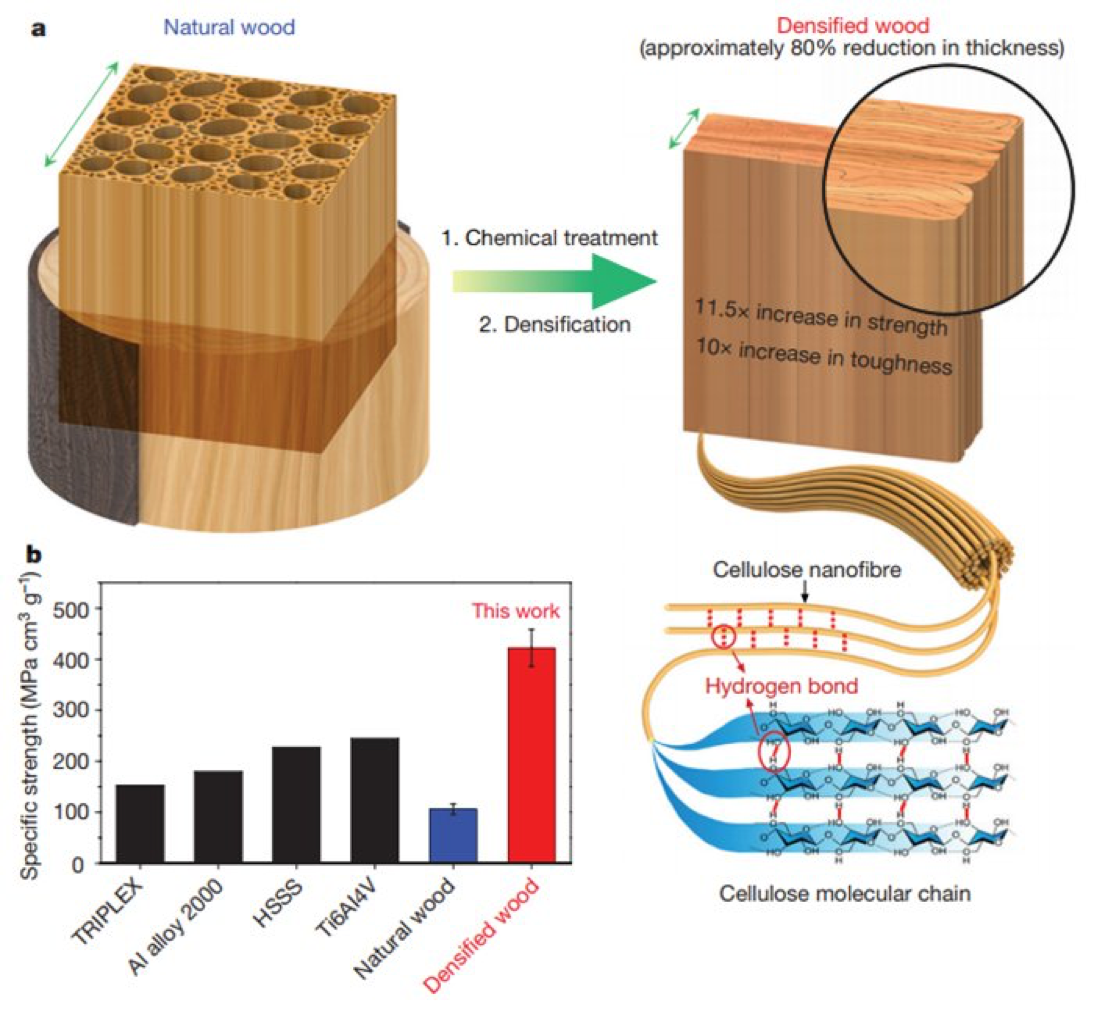 a
Natural wood
Densified wood
(approximately 80% reduction in thickness)
1. Chemical treatment
2. Densification
11.5× increase in strength
10× increase in toughness
b
Specific strength (MPa cm³ g⁻¹)
500
400
300
200
100
0
This work
TRIPLEX
Al alloy 2000
HSSS
Ti6Al4V
Natural wood
Densified wood
Cellulose nanofibre
Hydrogen bond
Cellulose molecular chain